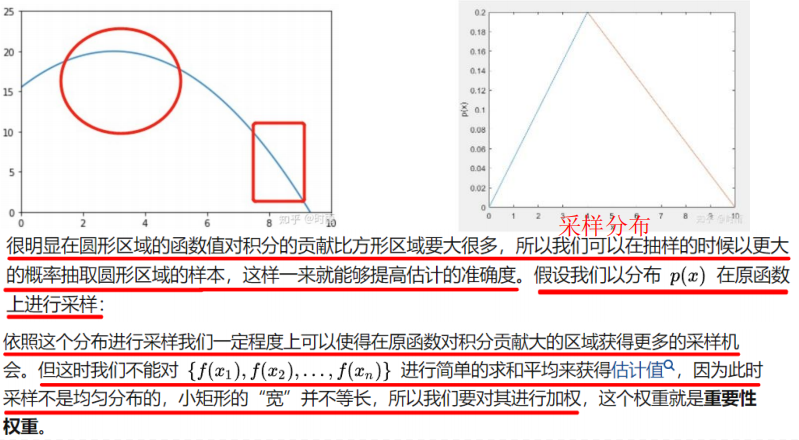 25
20
15
10
5
0
0 2 4 6 8 10
知乎 @时济
0.2
0.18
0.16
0.14
0.12
0.1
0.08
0.06
0.04
0.02
0
p(x)
0 1 2 3 4 5 6 7 8 9 10
采样分布
很明显在圆形区域的函数值对积分的贡献比方形区域要大很多，所以我们可以在抽样的时候以更大
的概率抽取圆形区域的样本，这样一来就能够提高估计的准确度。假设我们以分布 p(x) 在原函数
上进行采样：
依照这个分布进行采样我们一定程度上可以使得在原函数对积分贡献大的区域获得更多的采样机
会。但这时我们不能对 {f(x₁), f(x₂), ..., f(xₙ)} 进行简单的求和平均来获得估计值，因为此时
采样不是均匀分布的，小矩形的“宽”并不等长，所以我们要对其进行加权，这个权重就是重要性
权重。